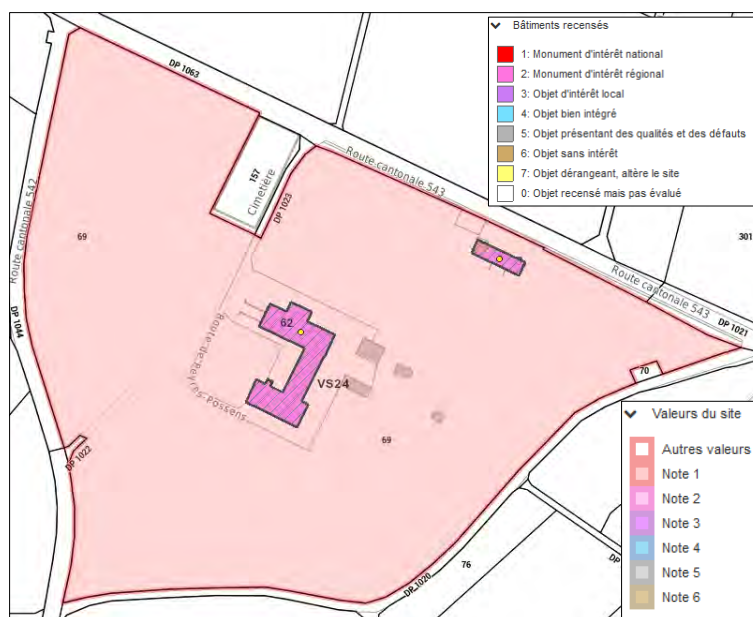 Bâtiments recensés
1: Monument d'intérêt national
2: Monument d'intérêt régional
3: Objet d'intérêt local
4: Objet bien intégré
5: Objet présentant des qualités et des défauts
6: Objet sans intérêt
7: Objet dérangeant, altère le site
0: Objet recensé mais pas évalué
DP 1063
Route cantonale 543
157
Cimetière
DP 1023
Route cantonale 542
69
301
Route cantonale 543
DP 1021
DP 1044
62
Route de Peyres-Possens
VS24
70
69
DP 1022
76
DP 1020
DP
Valeurs du site
Autres valeurs
Note 1
Note 2
Note 3
Note 4
Note 5
Note 6